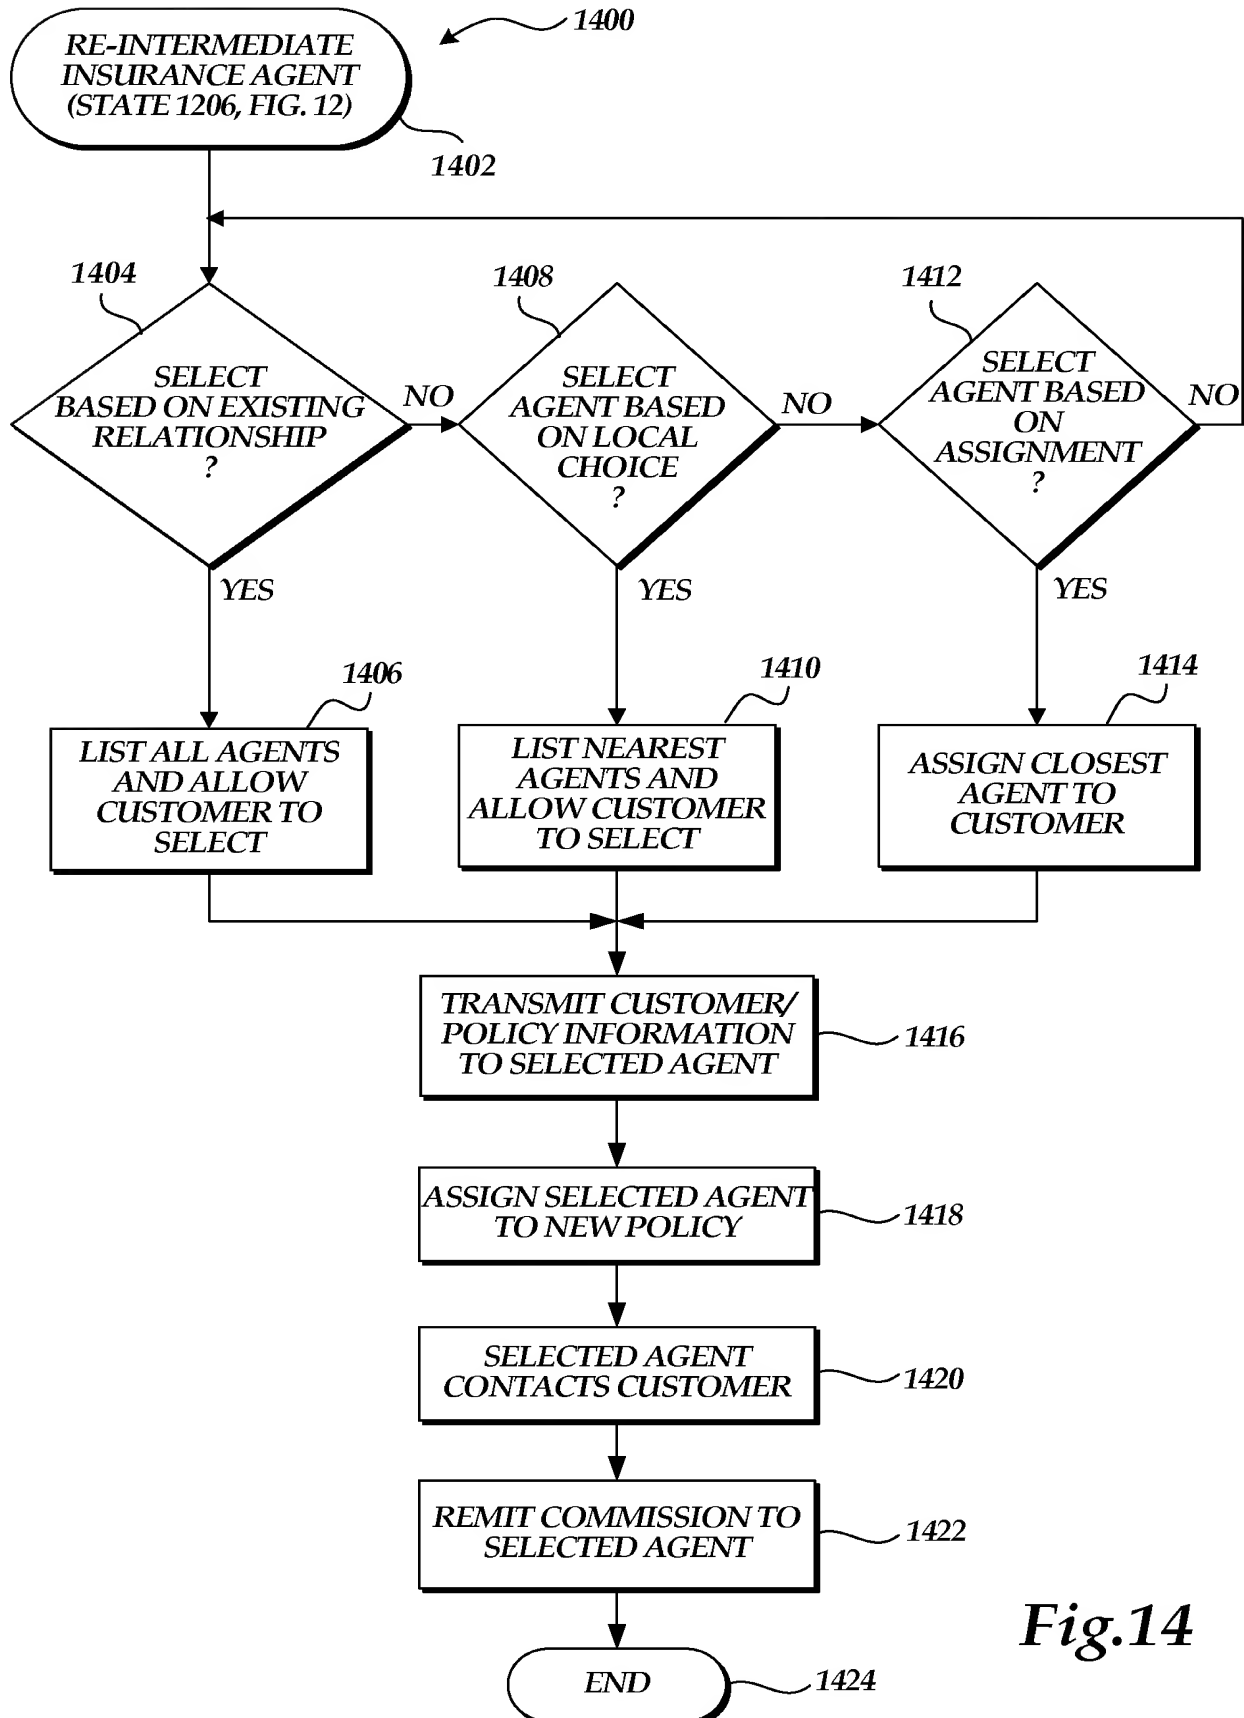 1400
RE-INTERMEDIATE
INSURANCE AGENT
(STATE 1206, FIG. 12)
1402
1404
1408
1412
SELECT
BASED ON EXISTING
RELATIONSHIP
?
NO
SELECT
AGENT BASED
ON LOCAL
CHOICE
?
NO
SELECT
AGENT BASED
ON
ASSIGNMENT
?
NO
YES
YES
YES
1406
1410
1414
LIST ALL AGENTS
AND ALLOW
CUSTOMER TO
SELECT
LIST NEAREST
AGENTS AND
ALLOW CUSTOMER
TO SELECT
ASSIGN CLOSEST
AGENT TO
CUSTOMER
TRANSMIT CUSTOMER/
POLICY INFORMATION
TO SELECTED AGENT
1416
ASSIGN SELECTED AGENT
TO NEW POLICY
1418
SELECTED AGENT
CONTACTS CUSTOMER
1420
REMIT COMMISSION TO
SELECTED AGENT
1422
END
1424
Fig.14